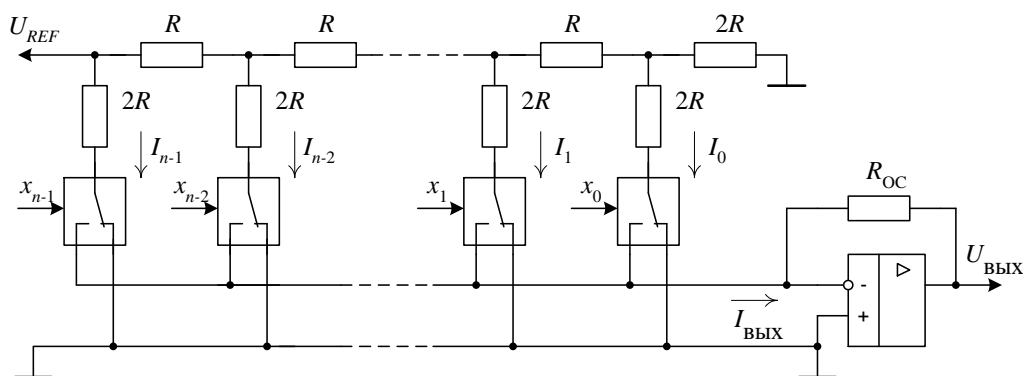 U_REF R R R 2R
2R 2R 2R 2R
I_n-1 I_n-2 I_1 I_0
x_n-1 x_n-2 x_1 x_0 R_ОС
U_ВЫХ
-
I_ВЫХ +